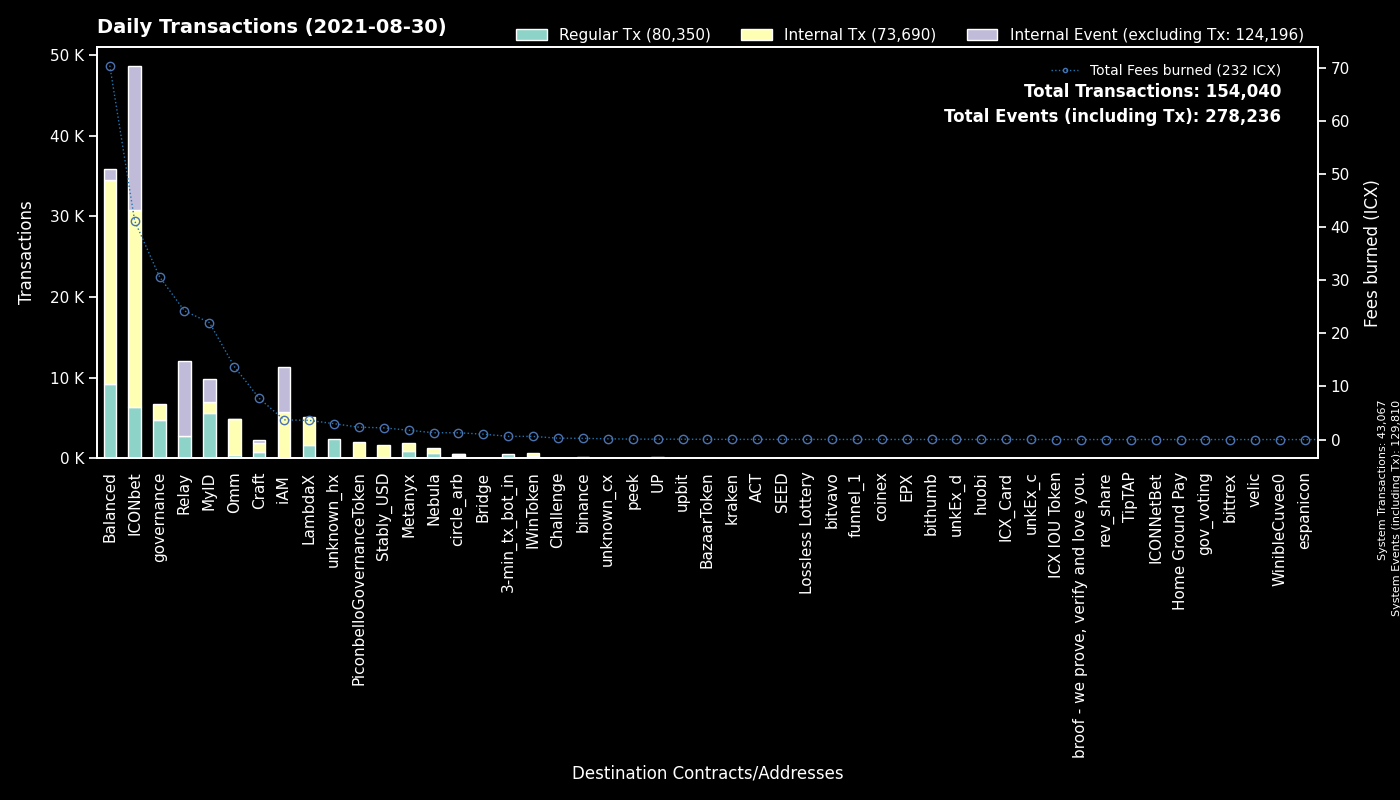 Daily Transactions (2021-08-30)
Regular Tx (80,350)
Internal Tx (73,690)
Internal Event (excluding Tx: 124,196)
Total Fees burned (232 ICX)
Total Transactions: 154,040
Total Events (including Tx): 278,236
Transactions
50 K
40 K
30 K
20 K
10 K
0 K
70
60
50
40
30
20
10
0
Fees burned (ICX)
System Transactions: 43,067
System Events (including Tx): 129,810
Balanced
ICONbet
governance
Relay
MyID
Omm
Craft
iAM
LambdaX
unknown_hx
PiconbelloGovernanceToken
Stably_USD
Metanyx
Nebula
circle_arb
Bridge
3-min_tx_bot_in
IWinToken
Challenge
binance
unknown_cx
peek
UP
upbit
BazaarToken
kraken
ACT
SEED
Lossless Lottery
bitvavo
funnel_1
coinex
EPX
bithumb
unkEx_d
huobi
ICX_Card
unkEx_c
ICX IOU Token
broof - we prove, verify and love you.
rev_share
TipTAP
ICONNetBet
Home Ground Pay
gov_voting
bittrex
velic
WinibleCuvee0
espanicon
Destination Contracts/Addresses